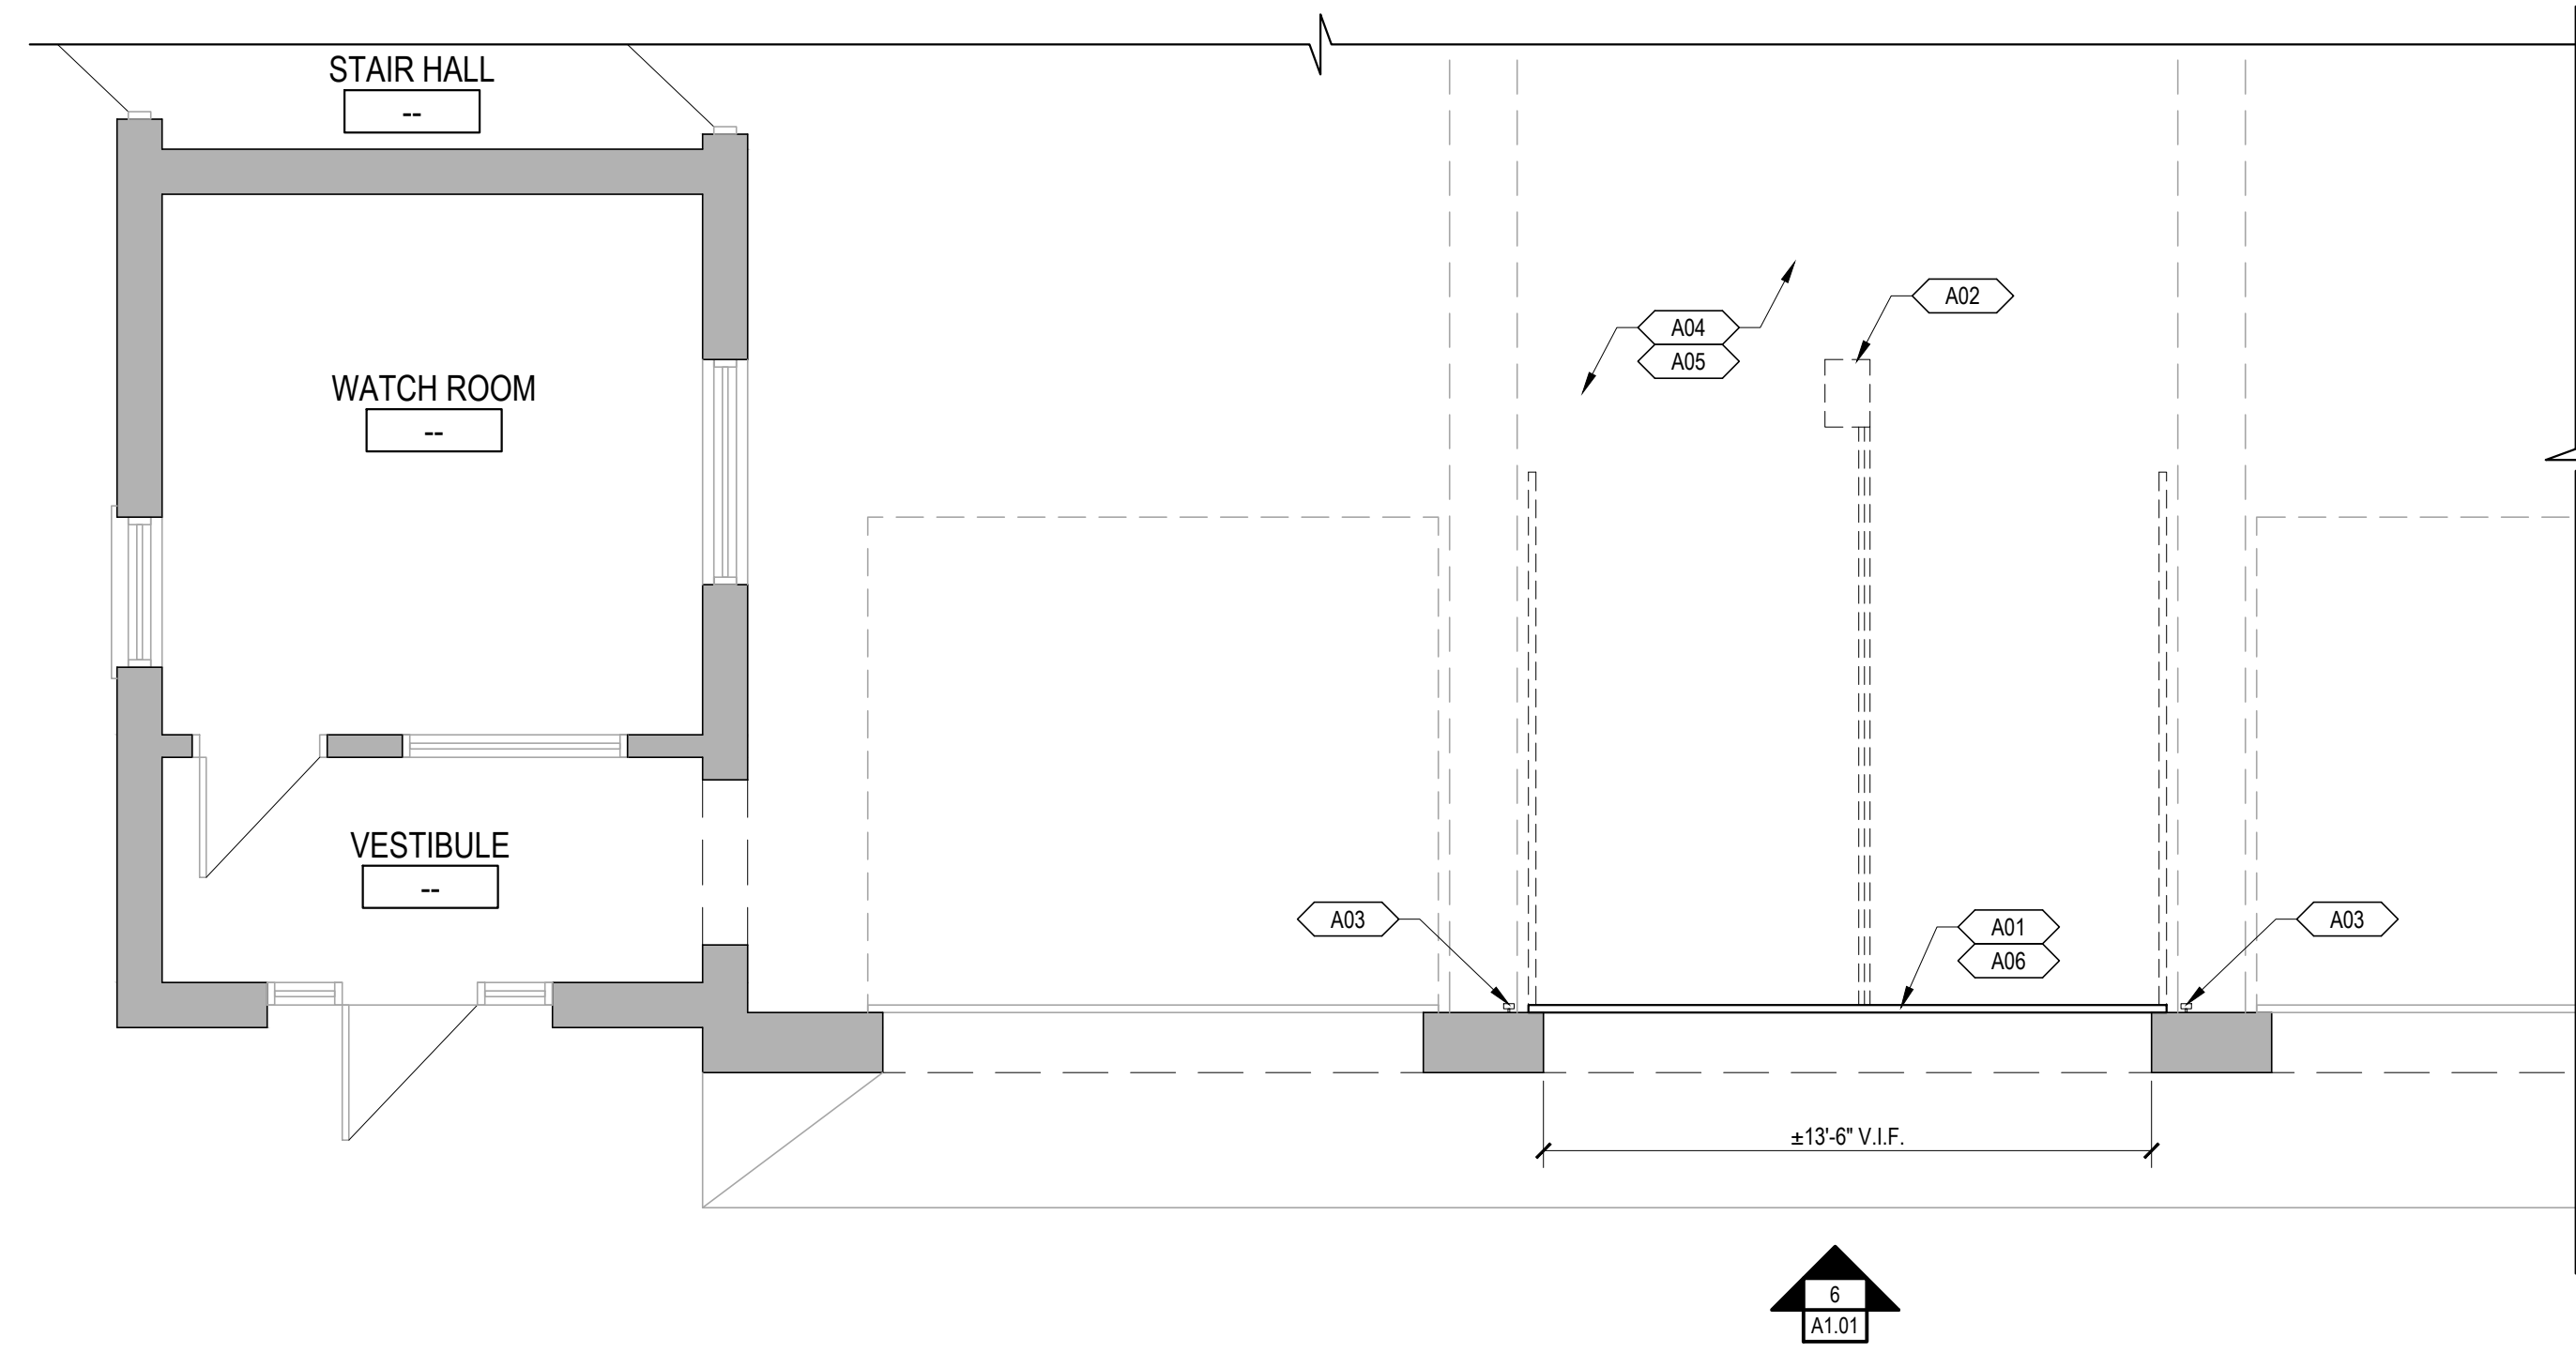 STAIR HALL
--
A02
A04
A05
WATCH ROOM
--
VESTIBULE
--
A03
A01
A06
A03
±13'-6" V.I.F.
6
A1.01